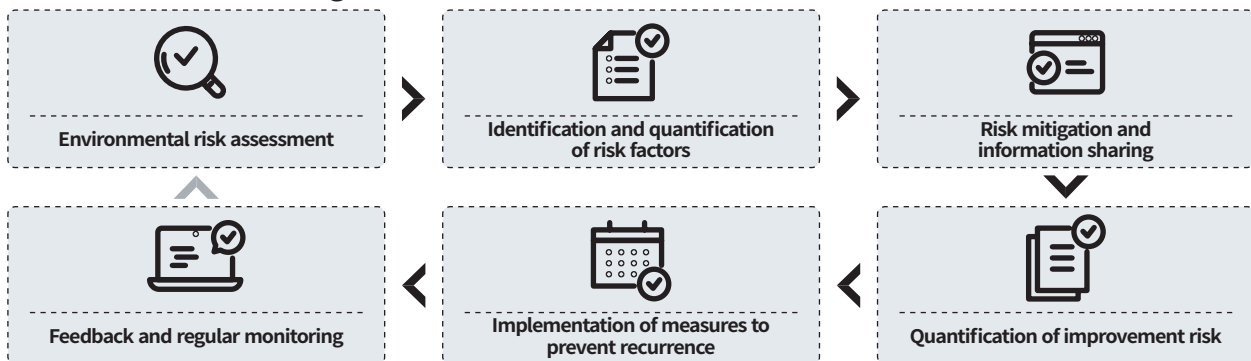 Environmental risk assessment
Identification and quantification
of risk factors
Risk mitigation and
information sharing
Feedback and regular monitoring
Implementation of measures to
prevent recurrence
Quantification of improvement risk